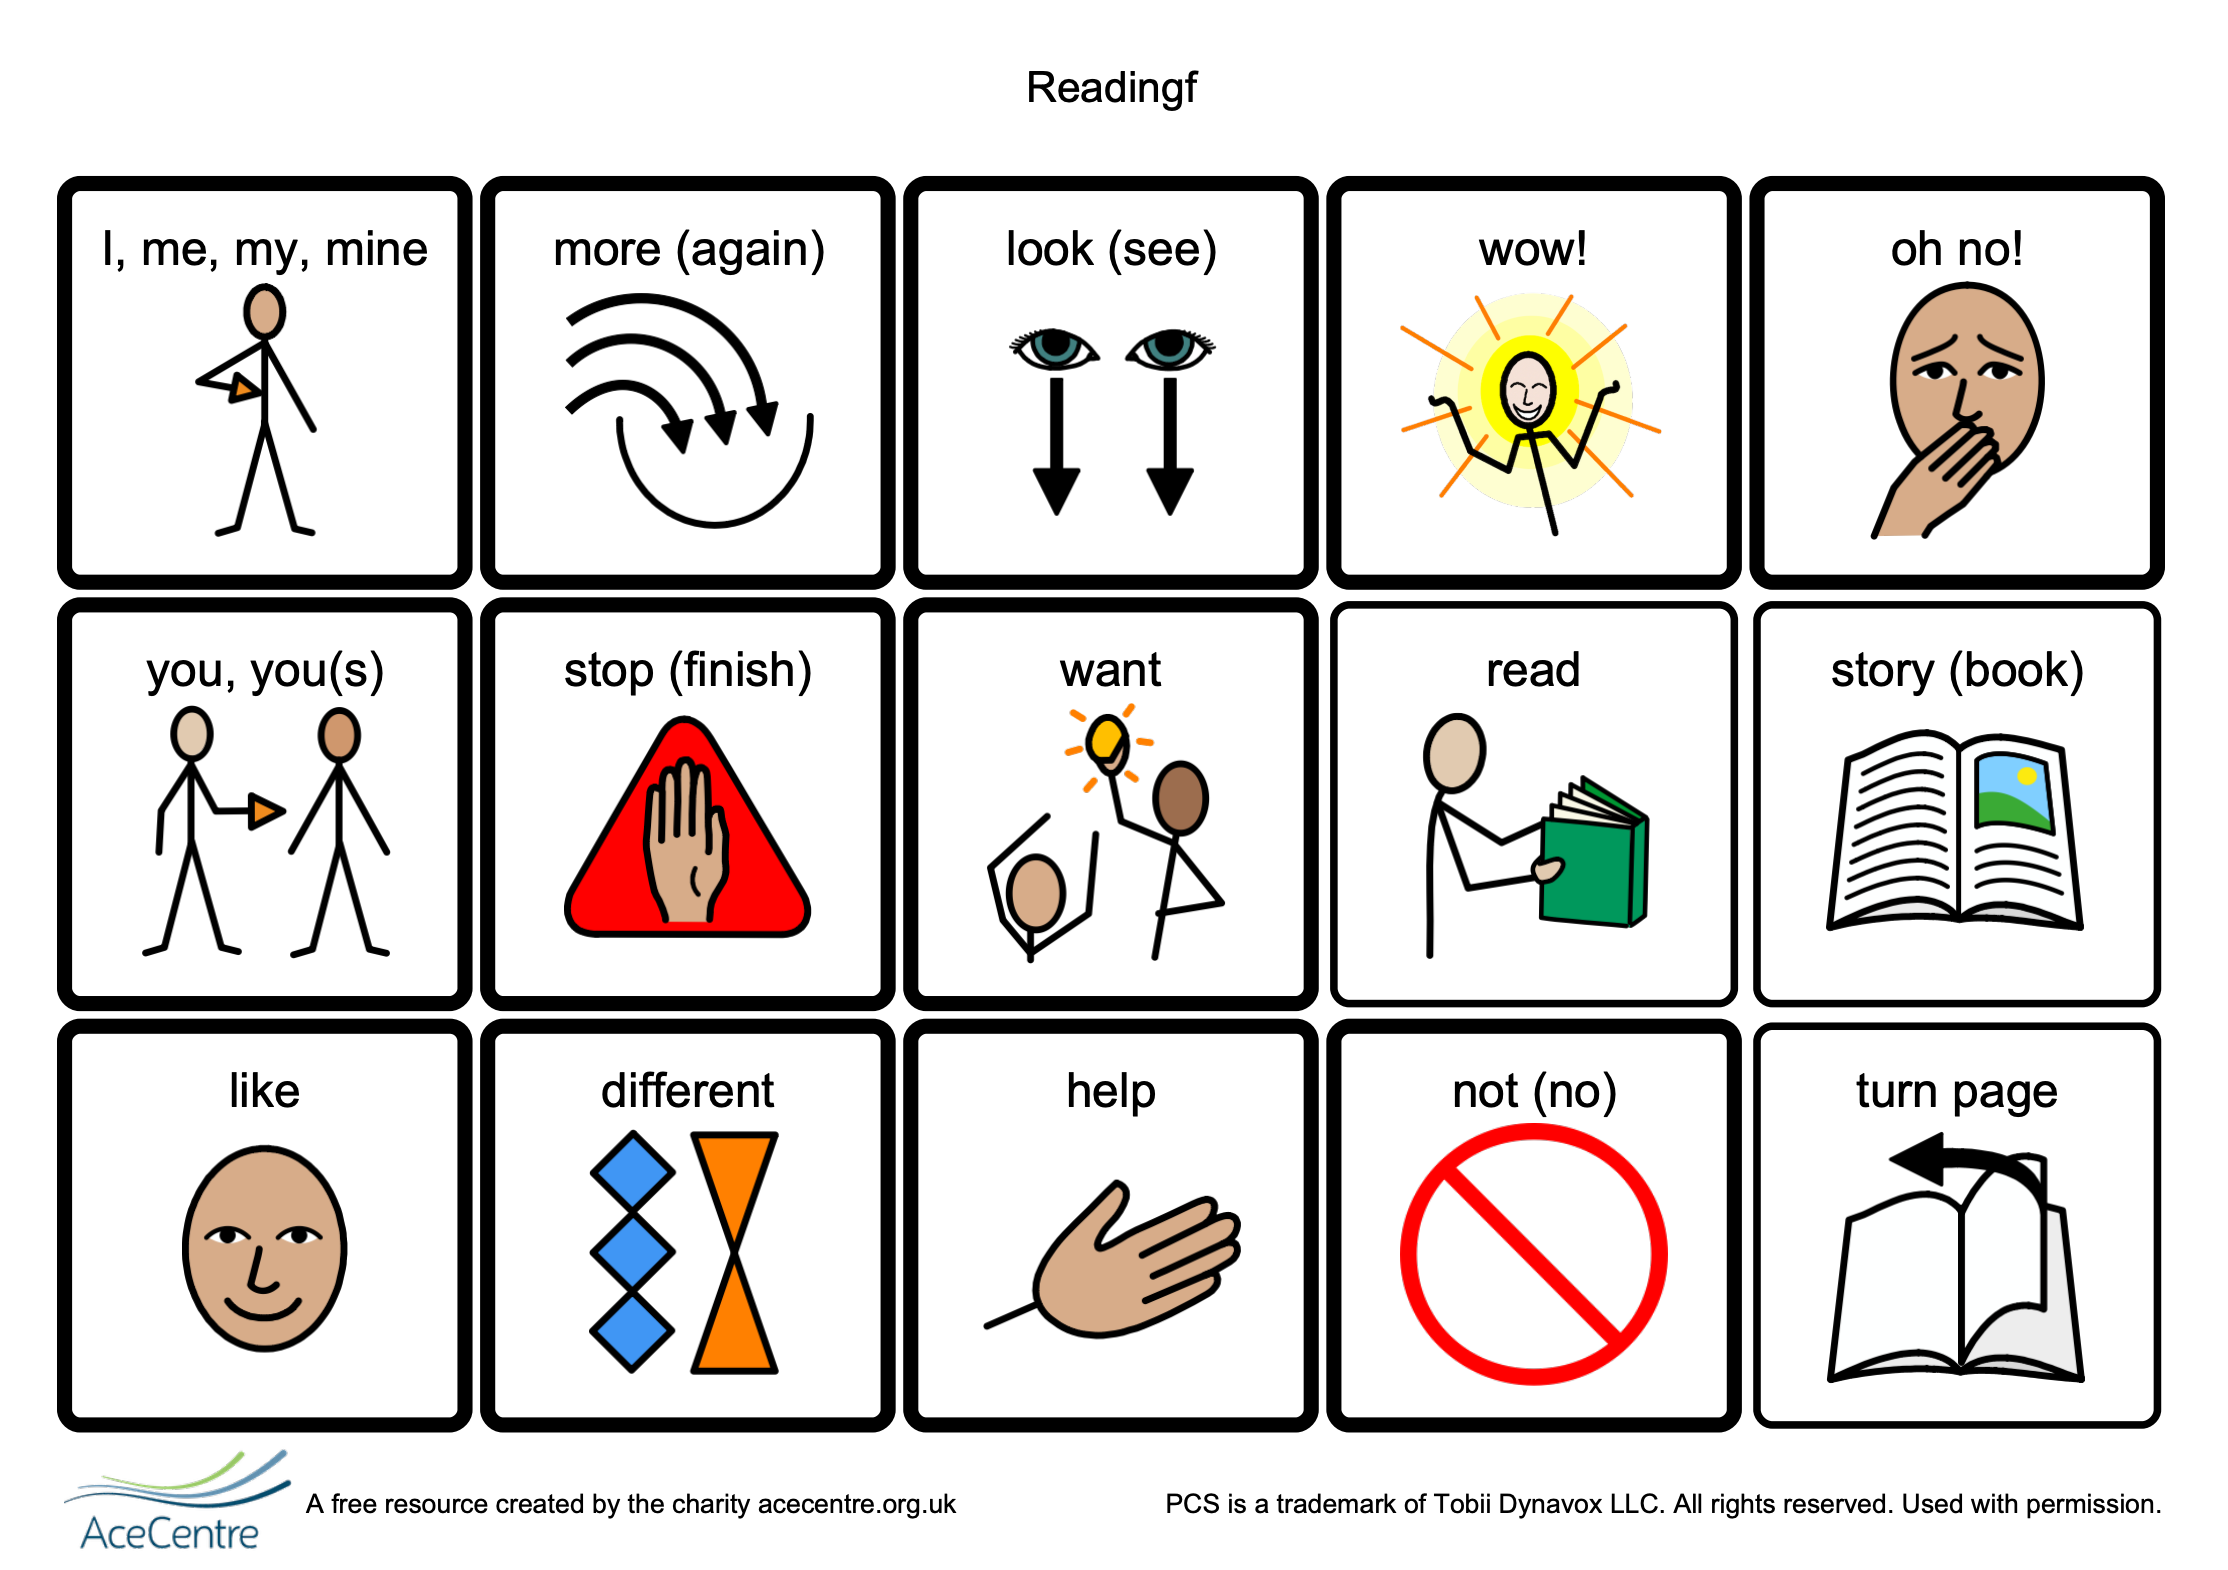 Readingf
I, me, my, mine
more (again)
look (see)
wow!
oh no!
you, you(s)
stop (finish)
want
read
story (book)
like
different
help
not (no)
turn page
AceCentre
A free resource created by the charity acecentre.org.uk
PCS is a trademark of Tobii Dynavox LLC. All rights reserved. Used with permission.